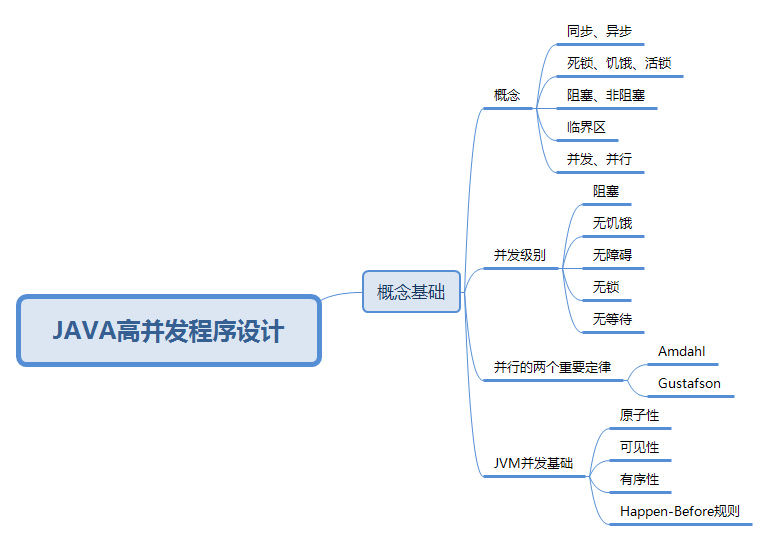 JAVA高并发程序设计
概念基础
概念
同步、异步
死锁、饥饿、活锁
阻塞、非阻塞
临界区
并发、并行
并发级别
阻塞
无饥饿
无障碍
无锁
无等待
并行的两个重要定律
Amdahl
Gustafson
JVM并发基础
原子性
可见性
有序性
Happen-Before规则